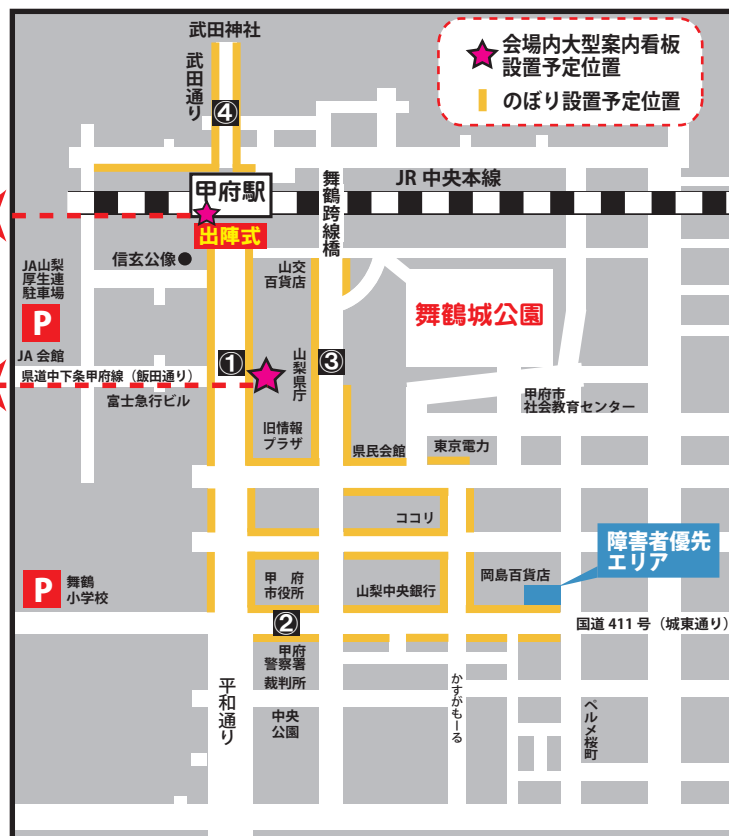 武田神社
武田通り
会場内大型案内看板
設置予定位置
のぼり設置予定位置
④
甲府駅
JR 中央本線
舞鶴跨線橋
出陣式
信玄公像
JA山梨
厚生連
駐車場
P
山交
百貨店
舞鶴城公園
JA 会館
①
山梨県庁
③
県道中下条甲府線（飯田通り）
富士急行ビル
甲府市
社会教育センター
旧情報
プラザ
県民会館
東京電力
ココリ
障害者優先
エリア
P
舞鶴
小学校
甲　府
市役所
山梨中央銀行
岡島百貨店
②
国道 411 号（城東通り）
甲府
警察署
裁判所
中央
公園
平和通り
かすがもーる
ペルメ桜町